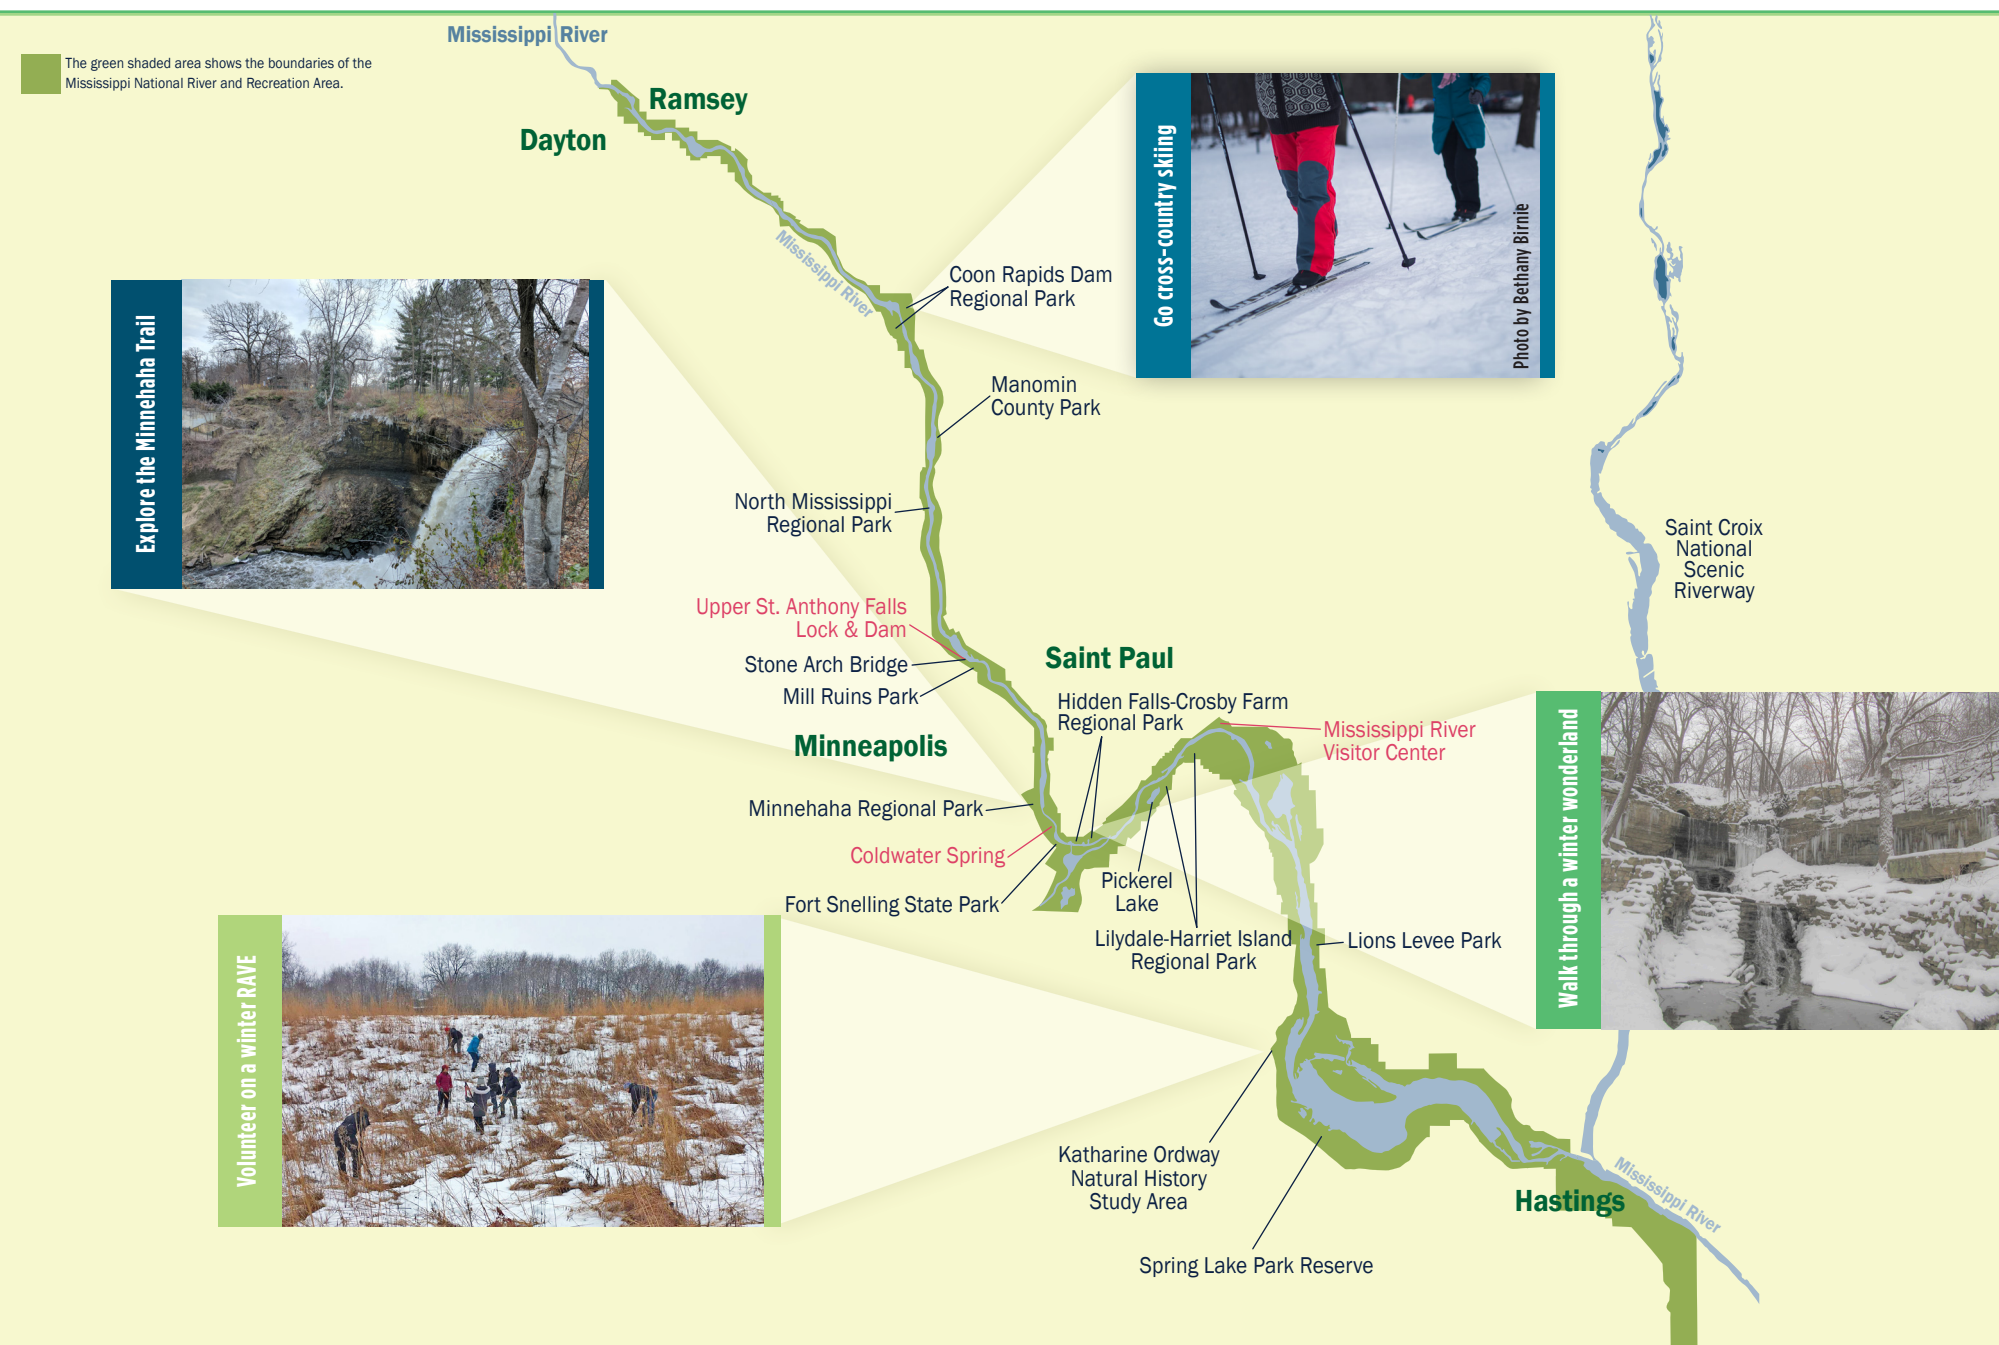 Mississippi River
The green shaded area shows the boundaries of the
Mississippi National River and Recreation Area.
Ramsey
Dayton
Mississippi River
Go cross-country skiing
Photo by Bethany Birnie
Coon Rapids Dam
Regional Park
Explore the Minnehaha Trail
Manomin
County Park
North Mississippi
Regional Park
Saint Croix
National
Scenic
Riverway
Upper St. Anthony Falls
Lock & Dam
Stone Arch Bridge
Mill Ruins Park
Saint Paul
Hidden Falls-Crosby Farm
Regional Park
Mississippi River
Visitor Center
Minneapolis
Walk through a winter wonderland
Minnehaha Regional Park
Coldwater Spring
Fort Snelling State Park
Pickerel
Lake
Lilydale-Harriet Island
Regional Park
Lions Levee Park
Volunteer on a winter RAVE
Katharine Ordway
Natural History
Study Area
Spring Lake Park Reserve
Hastings
Mississippi River